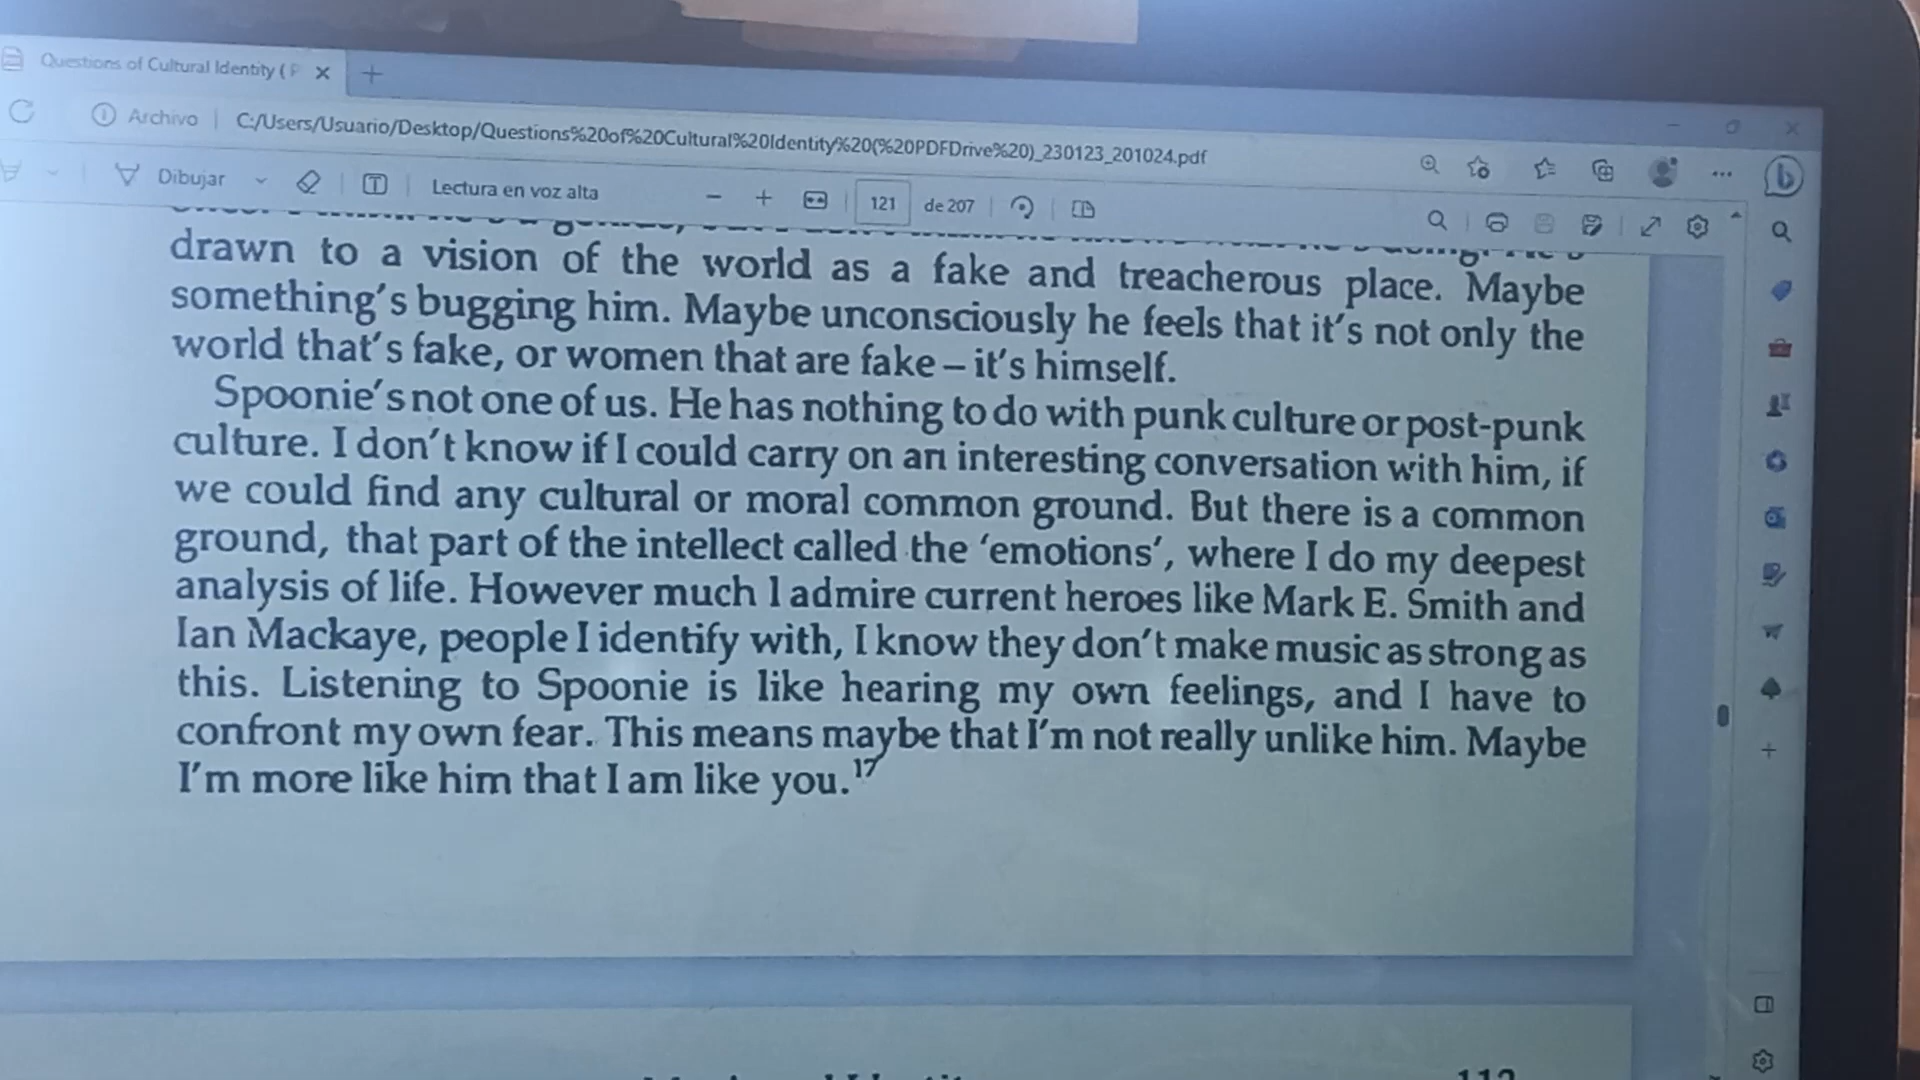 Questions of Cultural Identity ( P
Archivo C:/Users/Usuario/Desktop/Questions%20of%20Cultural%20Identity%20(%20PDFDrive%20)_230123_201024.pdf
Dibujar Lectura en voz alta 121 de 207
drawn to a vision of the world as a fake and treacherous place. Maybe
something's bugging him. Maybe unconsciously he feels that it's not only the
world that's fake, or women that are fake – it's himself.
Spoonie's not one of us. He has nothing to do with punk culture or post-punk
culture. I don't know if I could carry on an interesting conversation with him, if
we could find any cultural or moral common ground. But there is a common
ground, that part of the intellect called the 'emotions', where I do my deepest
analysis of life. However much I admire current heroes like Mark E. Smith and
Ian Mackaye, people I identify with, I know they don't make music as strong as
this. Listening to Spoonie is like hearing my own feelings, and I have to
confront my own fear. This means maybe that I'm not really unlike him. Maybe
I'm more like him that I am like you.17